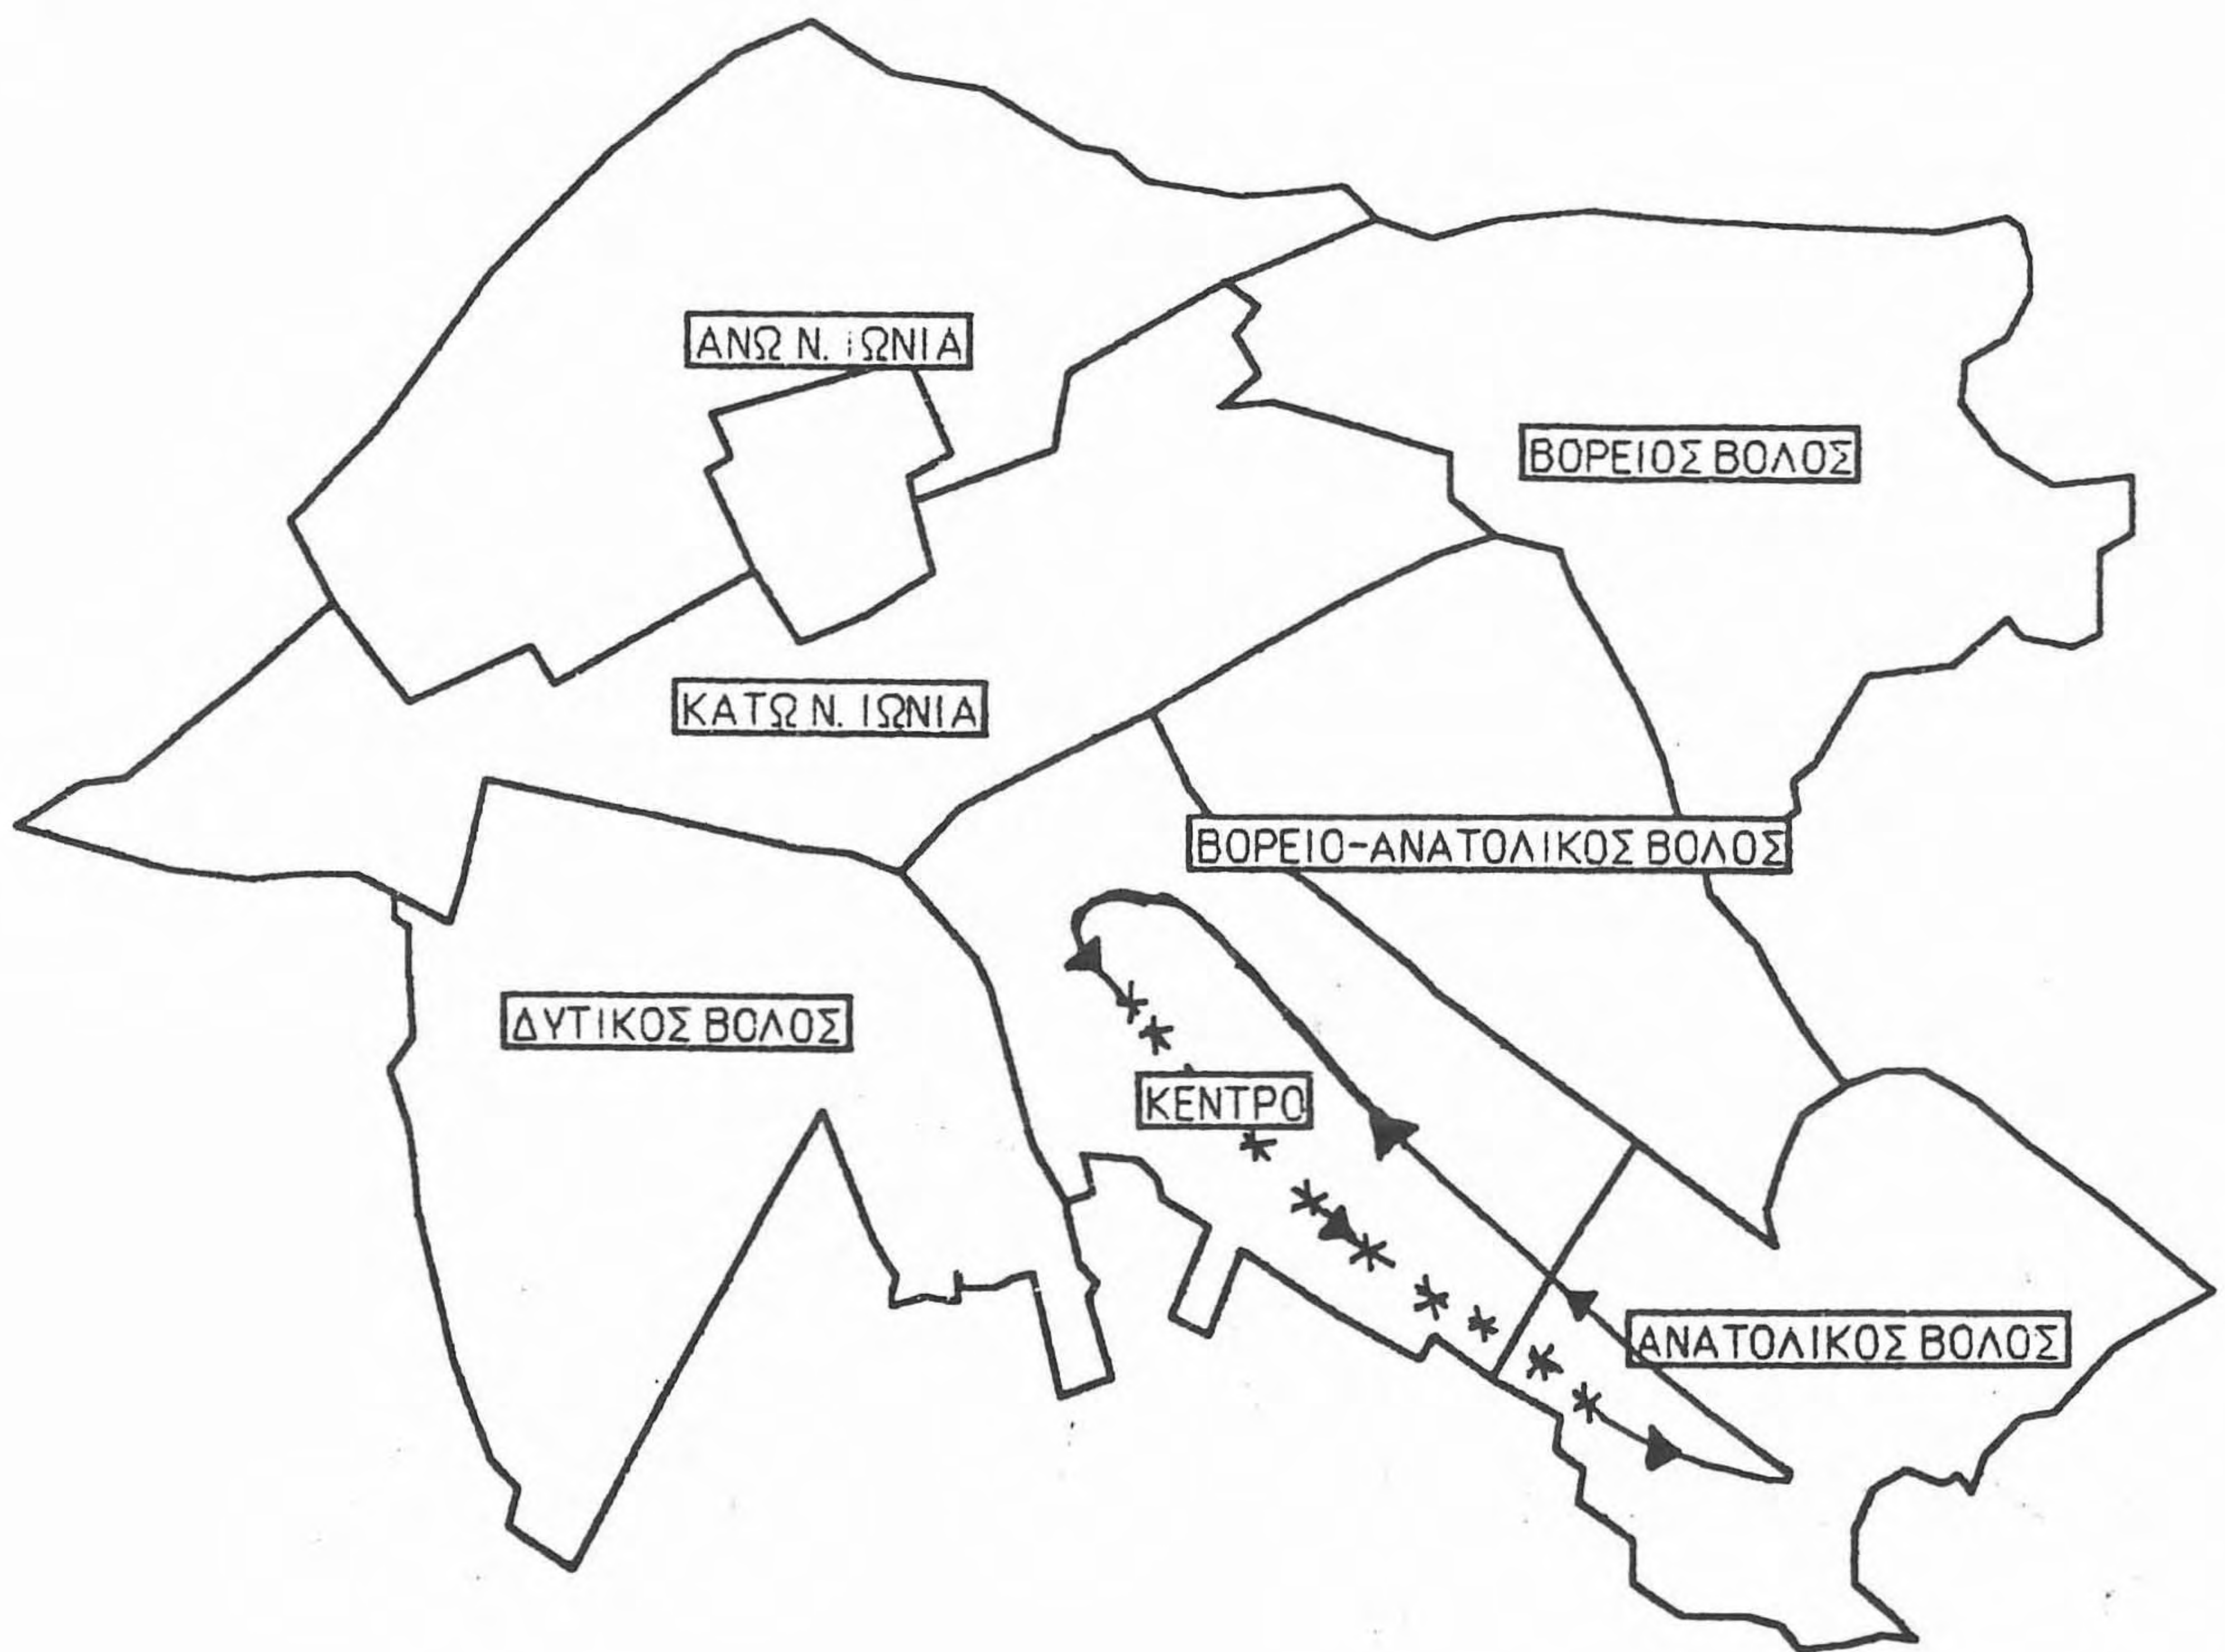 ΑΝΩ Ν. ΙΩΝΙΑ
ΒΟΡΕΙΟΣ ΒΟΛΟΣ
ΚΑΤΩ Ν. ΙΩΝΙΑ
ΒΟΡΕΙΟ-ΑΝΑΤΟΛΙΚΟΣ ΒΟΛΟΣ
ΔΥΤΙΚΟΣ ΒΟΛΟΣ
ΚΕΝΤΡΟ
ΑΝΑΤΟΛΙΚΟΣ ΒΟΛΟΣ